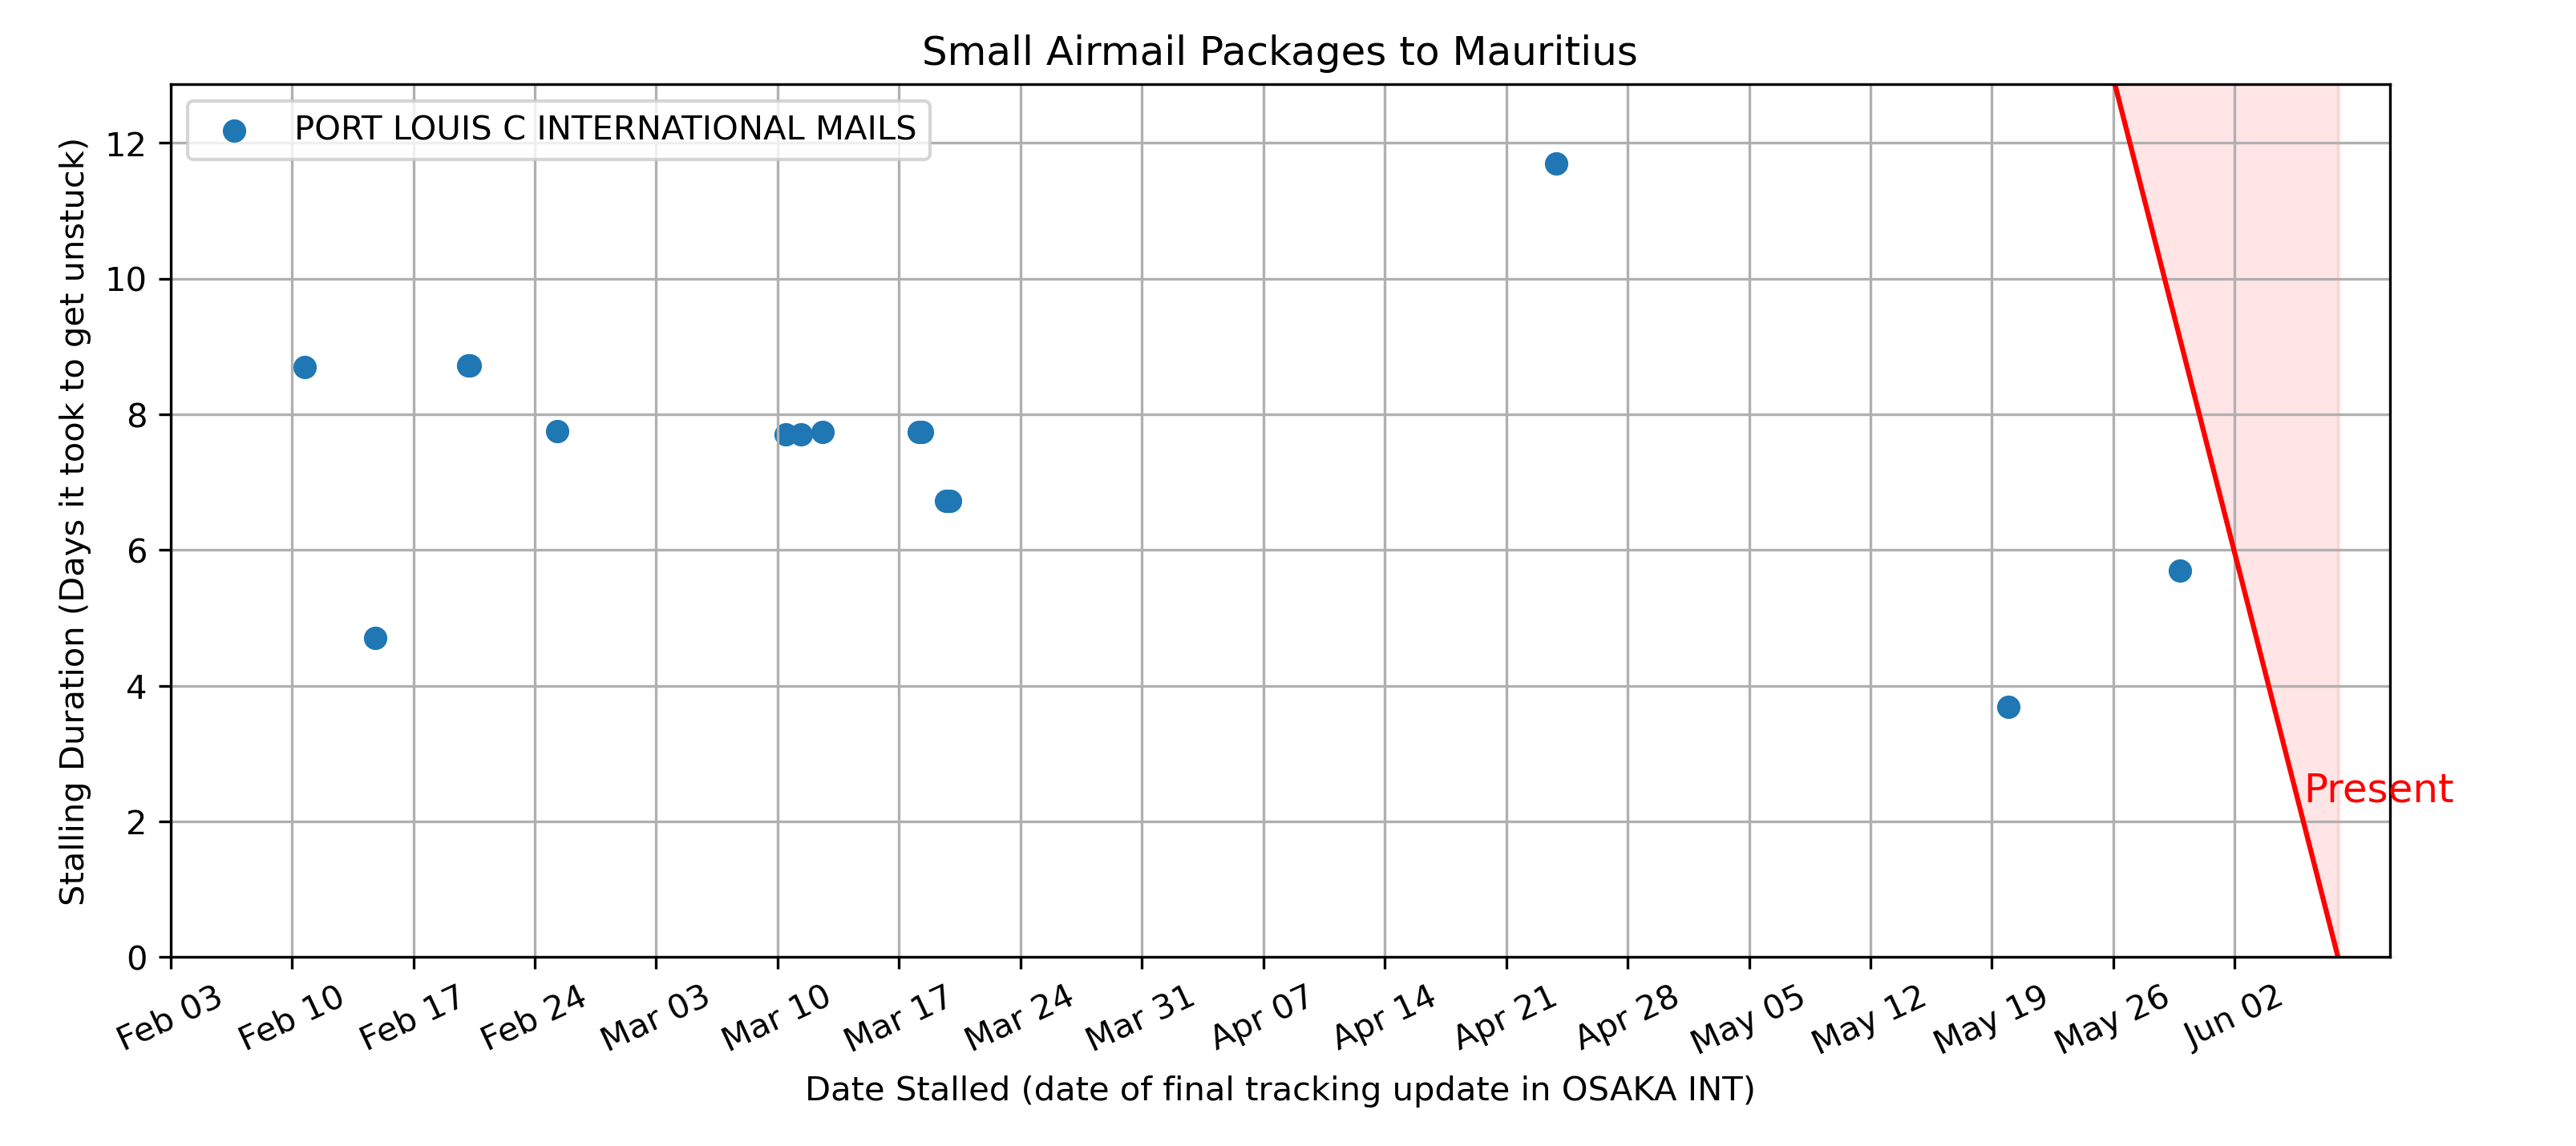 Small Airmail Packages to Mauritius
PORT LOUIS C INTERNATIONAL MAILS
Stalling Duration (Days it took to get unstuck)
12
10
8
6
4
2
0
Present
Feb 03
Feb 10
Feb 17
Feb 24
Mar 03
Mar 10
Mar 17
Mar 24
Mar 31
Apr 07
Apr 14
Apr 21
Apr 28
May 05
May 12
May 19
May 26
Jun 02
Date Stalled (date of final tracking update in OSAKA INT)